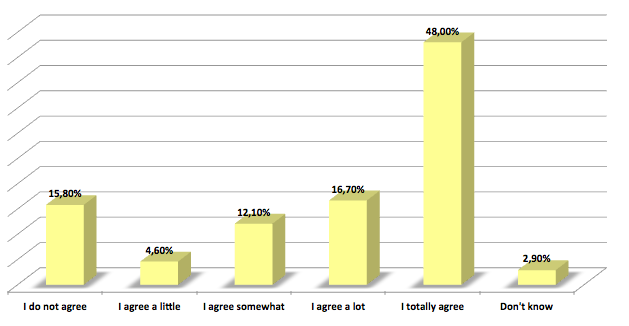 48,00%
15,80%
16,70%
12,10%
4,60%
2,90%
I do not agree
I agree a little
I agree somewhat
I agree a lot
I totally agree
Don't know